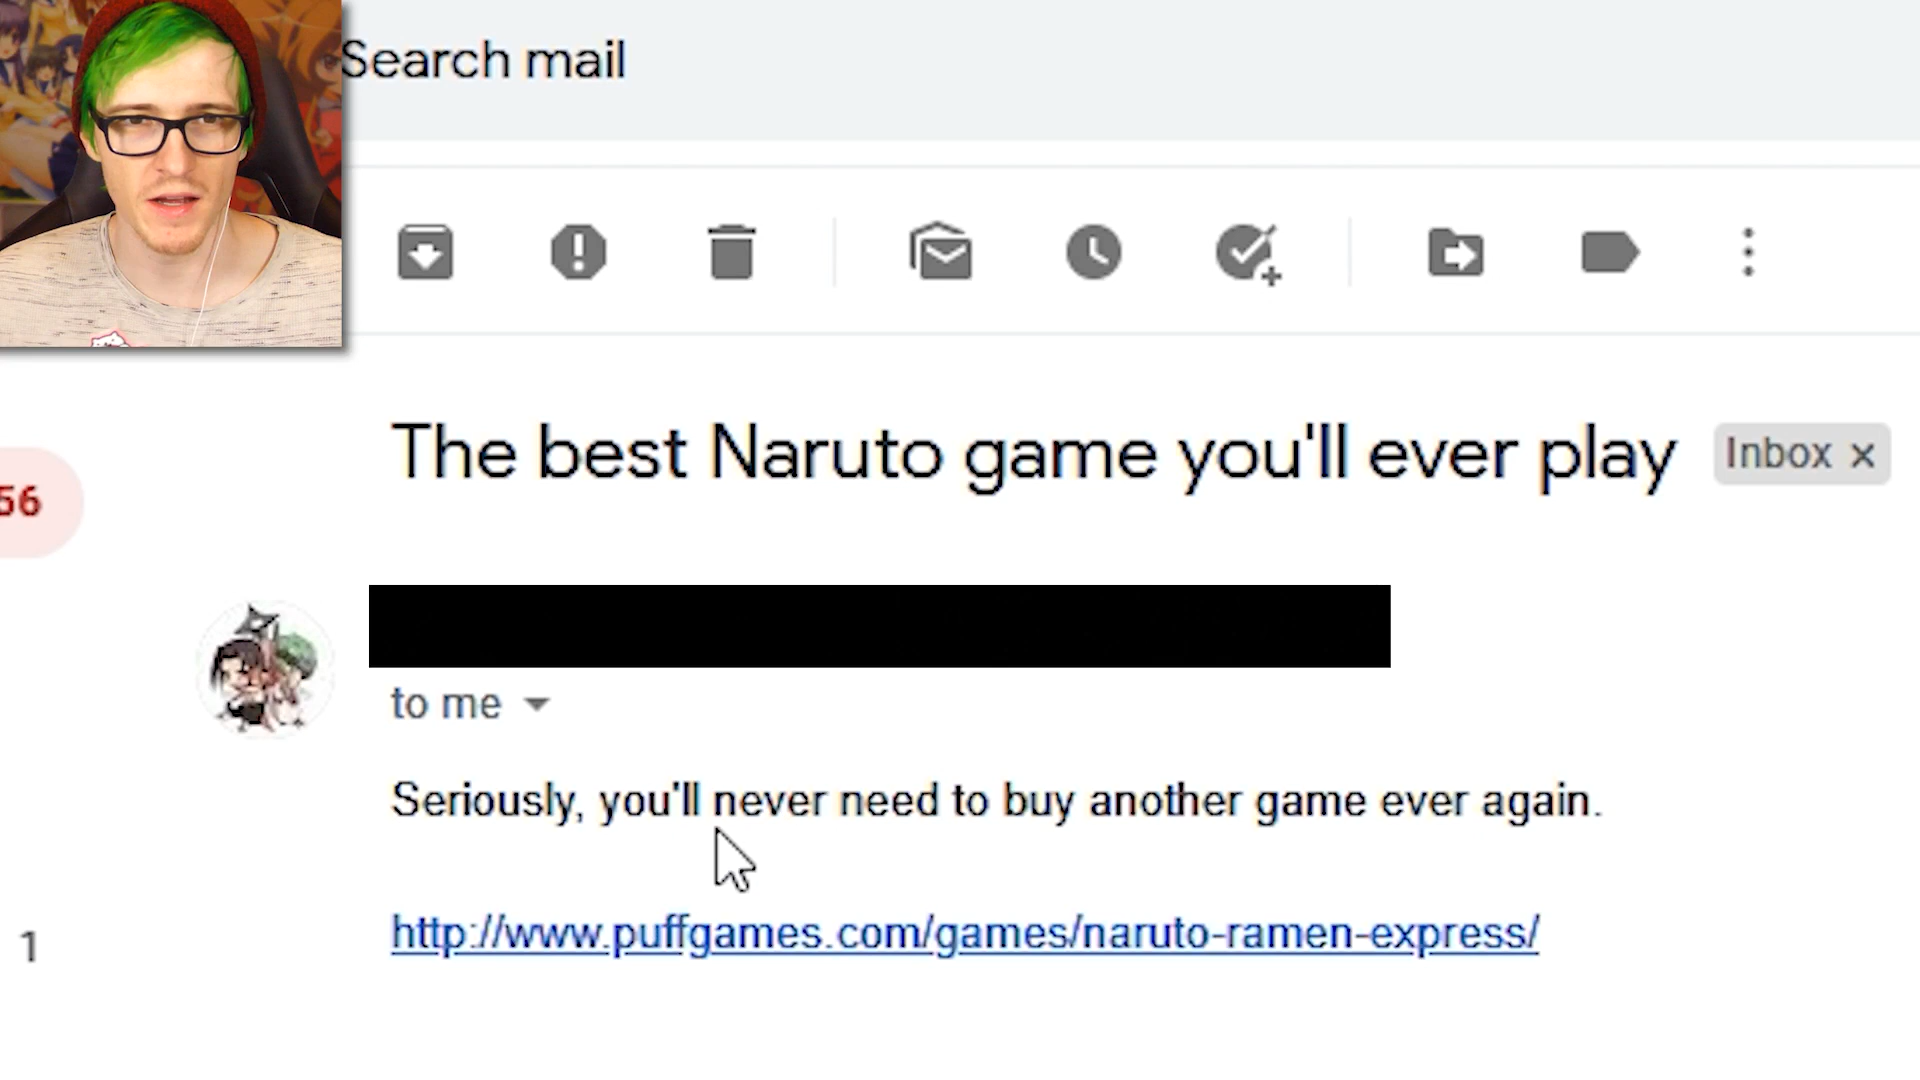 Search mail
The best Naruto game you'll ever play Inbox ×
56
to me
Seriously, you'll never need to buy another game ever again.
http://www.puffgames.com/games/naruto-ramen-express/
1